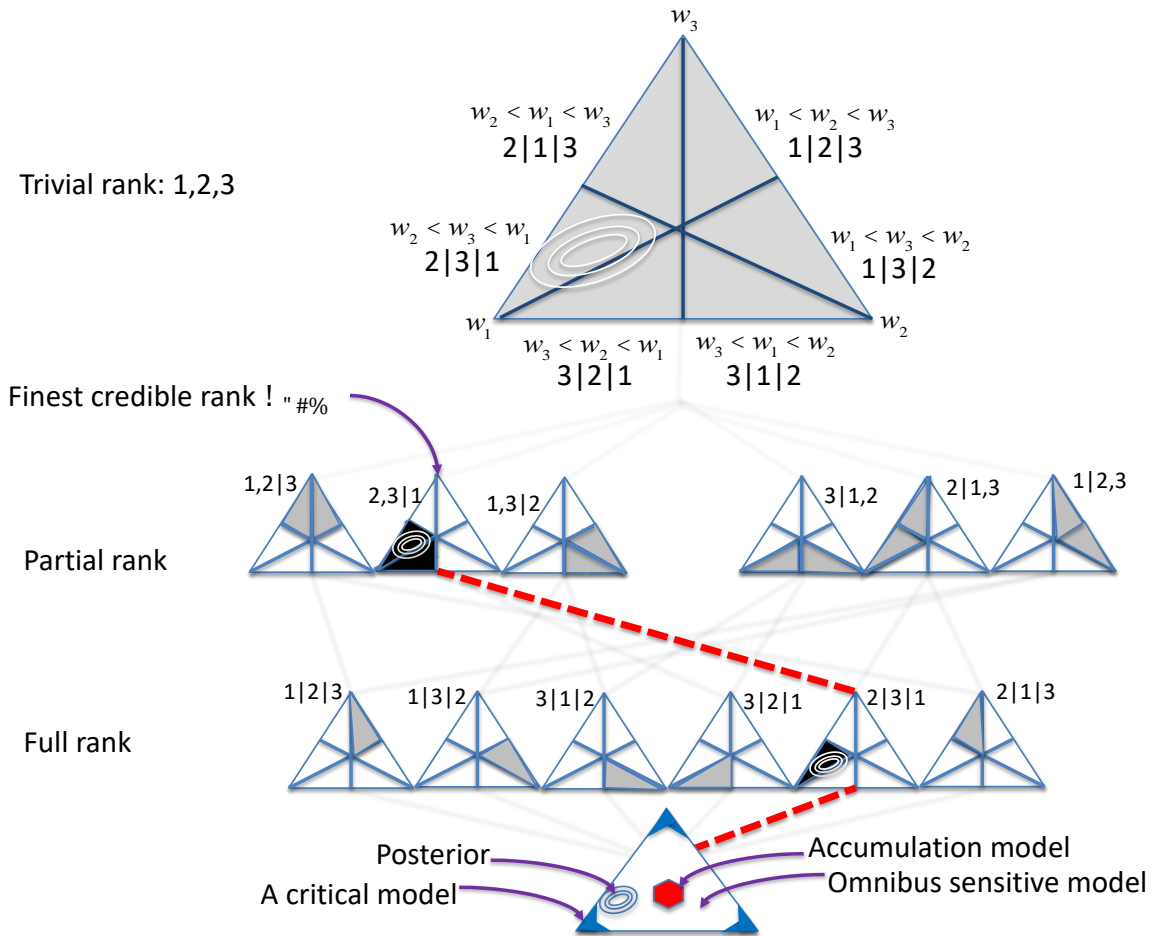 w3
w2 < w1 < w3
2|1|3
w1 < w2 < w3
1|2|3
Trivial rank: 1,2,3
w2 < w3 < w1
2|3|1
w1 < w3 < w2
1|3|2
w1
w2
w3 < w2 < w1
3|2|1
w3 < w1 < w2
3|1|2
Finest credible rank ! " #%
1,2|3
2,3|1
1,3|2
3|1,2
2|1,3
1|2,3
Partial rank
1|2|3
1|3|2
3|1|2
3|2|1
2|3|1
2|1|3
Full rank
Posterior
Accumulation model
A critical model
Omnibus sensitive model